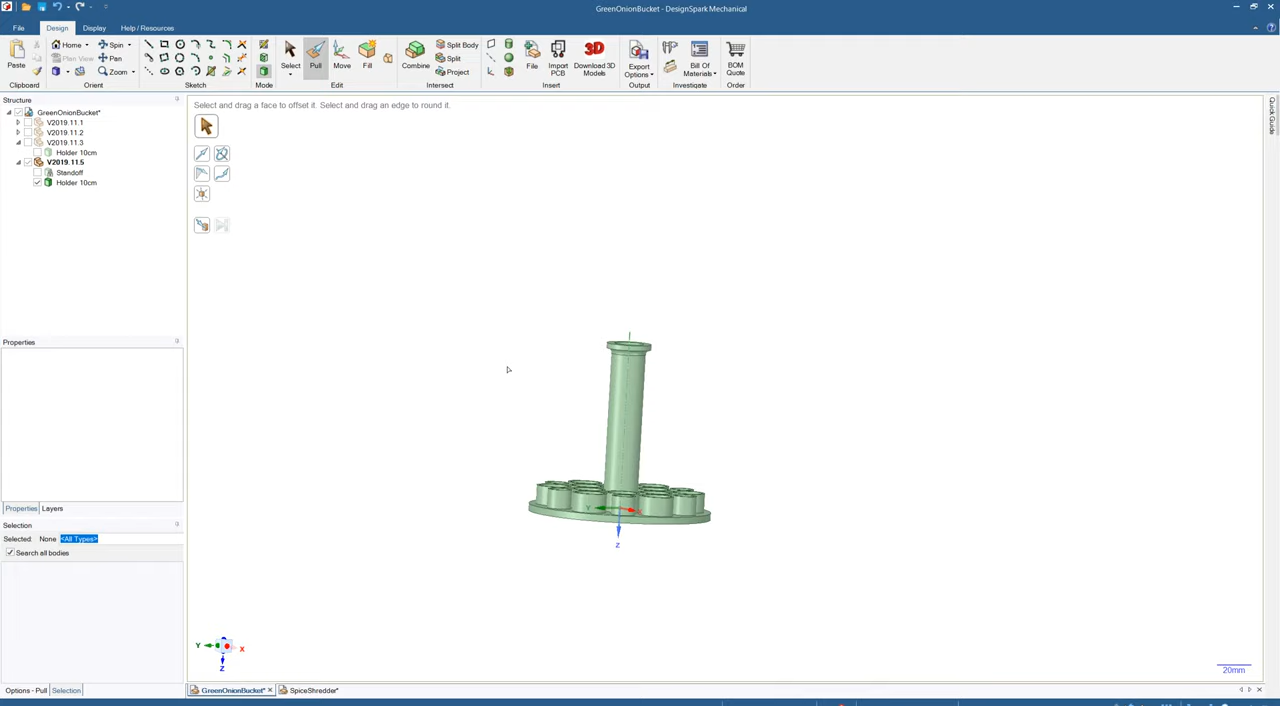 GreenOnionBucket - DesignSpark Mechanical
File Design Display Help / Resources
Paste
Clipboard
Home Spin
Plan View Pan
Zoom
Orient
Sketch
Mode
Select Pull Move Fill
Edit
Combine Split Body
Split
Project
Intersect
File Import PCB Download 3D Models
Insert
Export Options
Output
Bill Of Materials
Investigate
BOM Quote
Order
Structure
GreenOnionBucket*
V2019.11.1
V2019.11.2
V2019.11.3
Holder 10cm
V2019.11.5
Standoff
Holder 10cm
Select and drag a face to offset it. Select and drag an edge to round it.
Quick Guide
Properties
Properties Layers
Selection
Selected: None <All Types>
Search all bodies
Y
Z
Y X
Z
20mm
Options - Pull Selection
GreenOnionBucket* SpiceShredder*